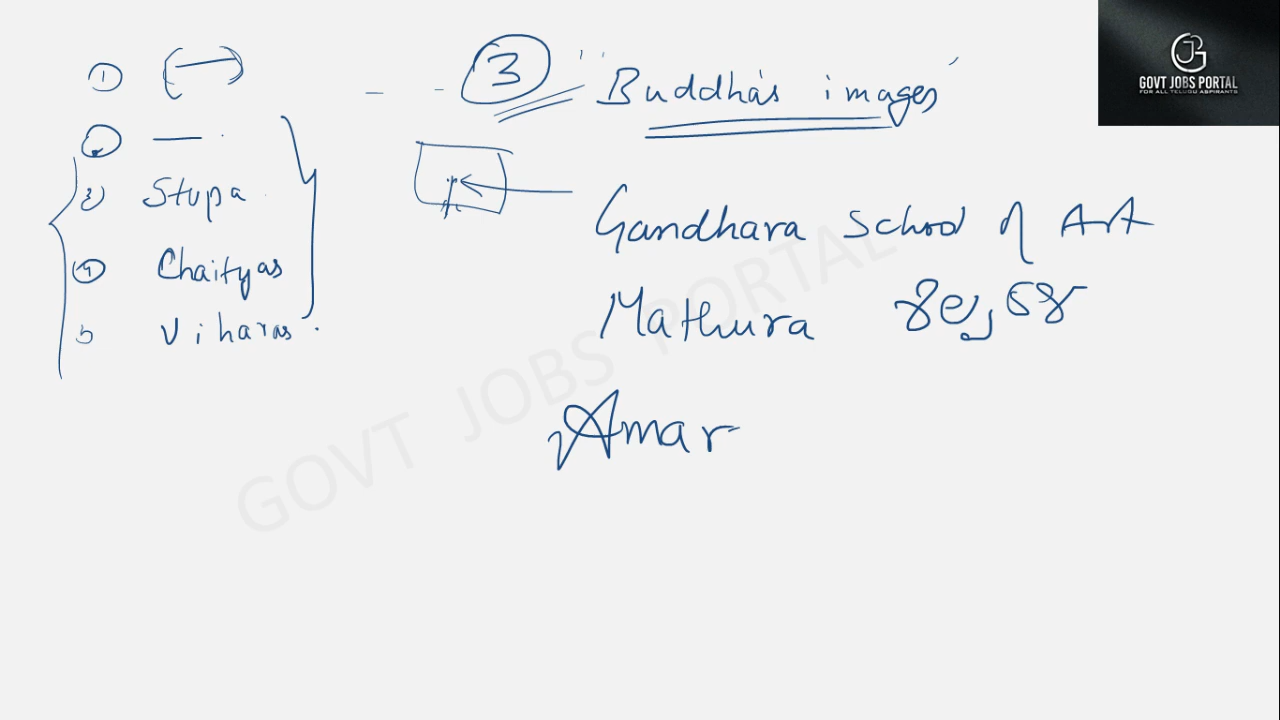 ①
②
3) Stupa
④ Chaityas
5 Viharas.
③ "Buddha's images"
Gandhara School of Art
Mathura
Amar
GOVT JOBS PORTAL
GOVT JOBS PORTAL
FOR ALL TELUGU ASPIRANTS